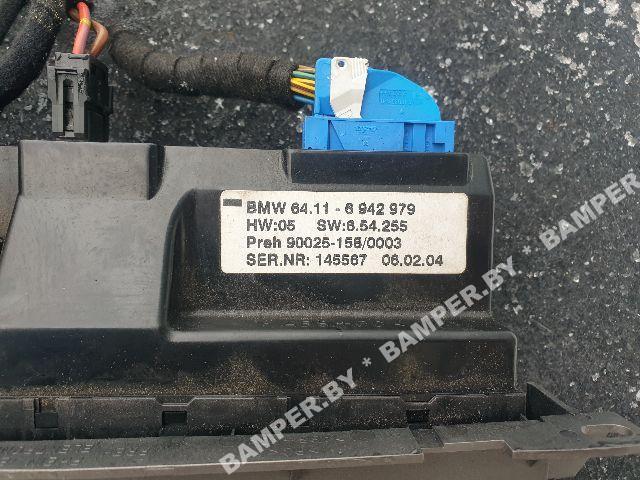 BMW 64.11 - 6 942 979
HW:05 SW:6.54.255
Preh 90025-156/0003
SER.NR: 145567 06.02.04
BAMPER.BY * BAMPER.BY * BAMPER.BY